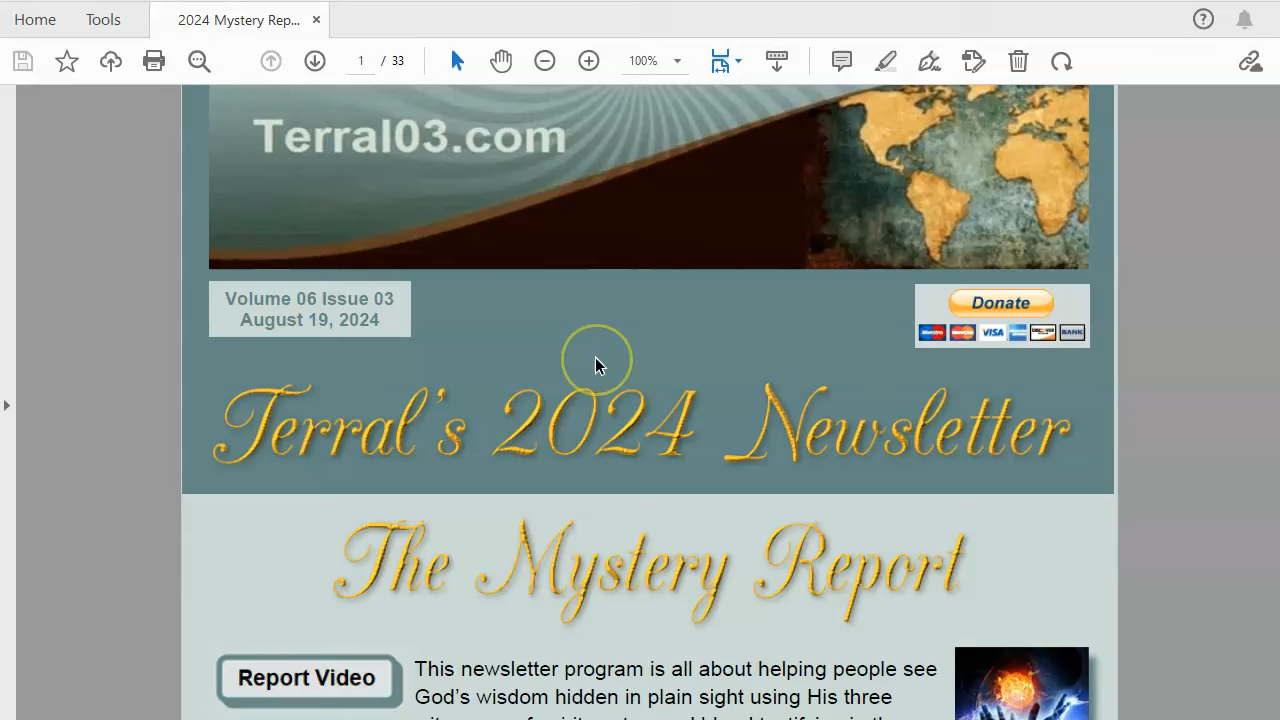 Home Tools 2024 Mystery Rep...
1 / 33 100%
Terral03.com
Volume 06 Issue 03
August 19, 2024
Donate
VISA BANK
Terral's 2024 Newsletter
The Mystery Report
Report Video
This newsletter program is all about helping people see
God's wisdom hidden in plain sight using His three